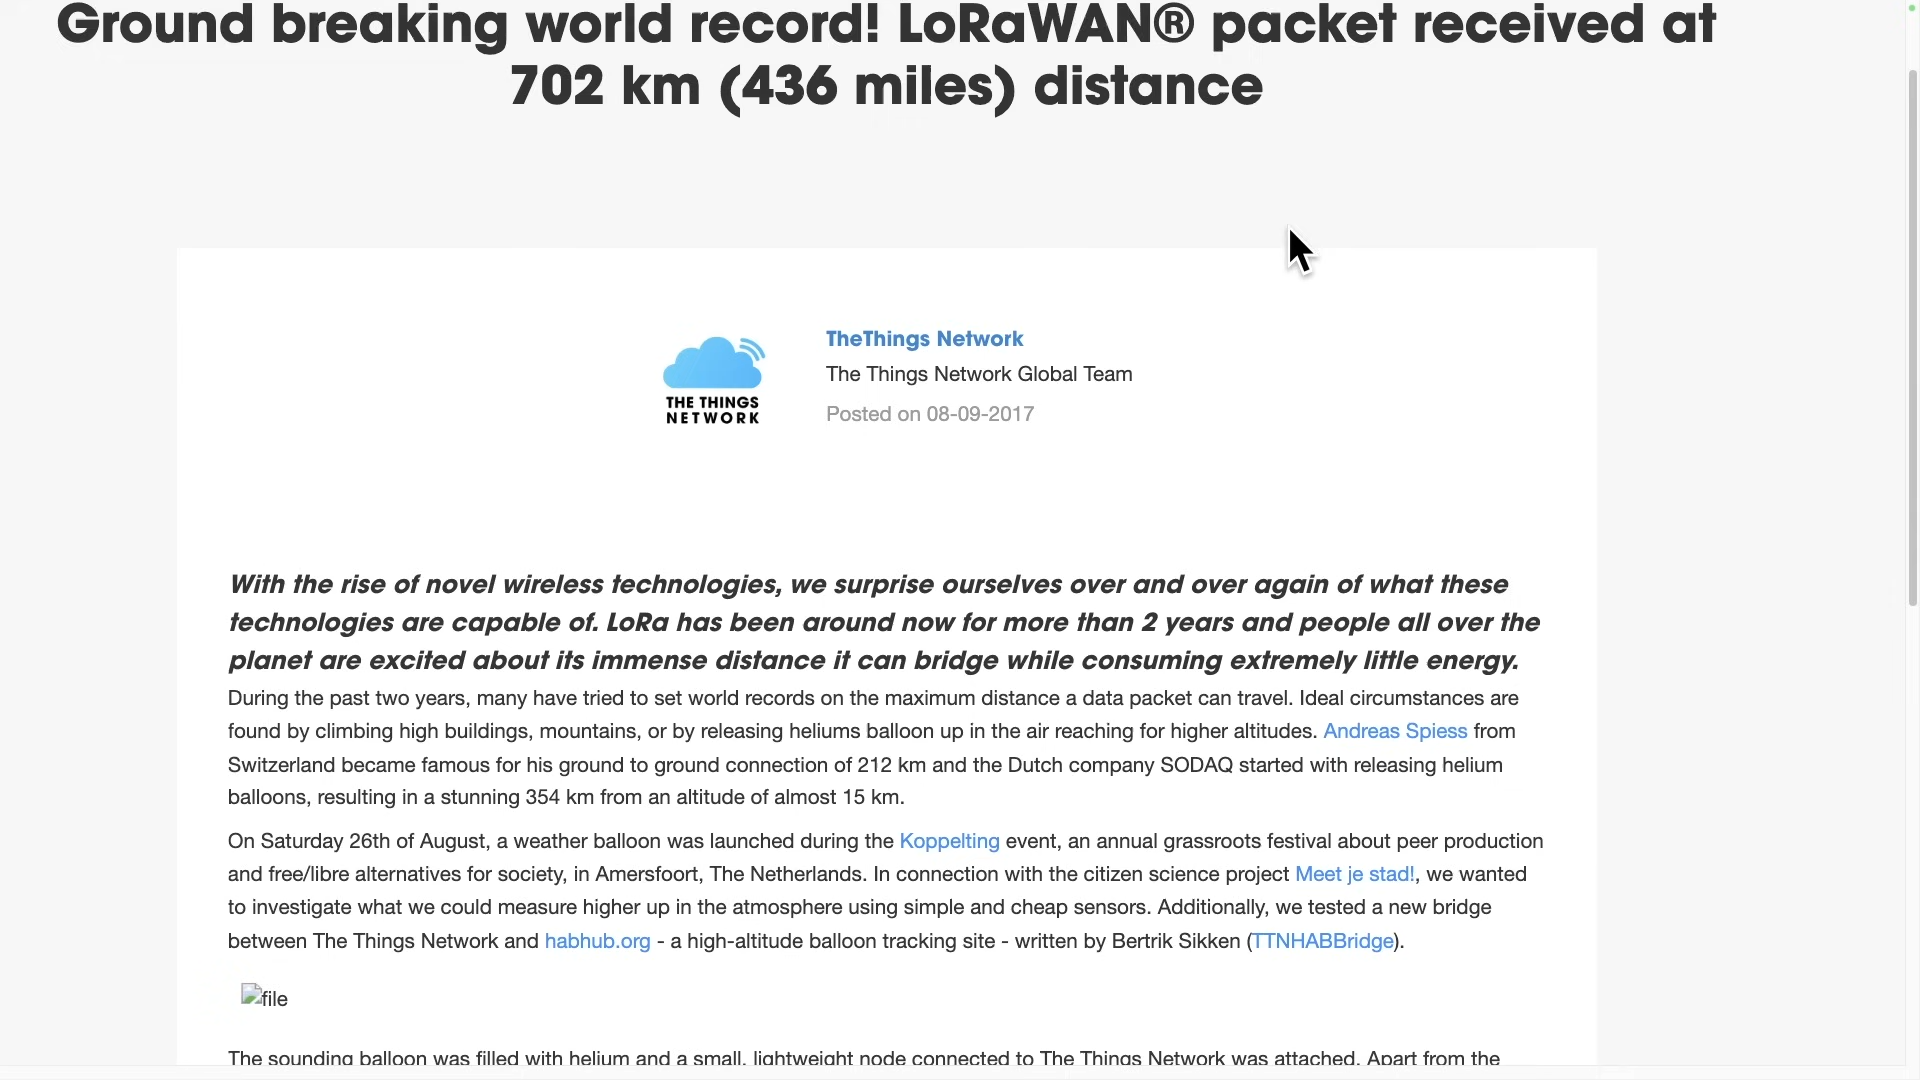 Ground breaking world record! LoRaWAN® packet received at
702 km (436 miles) distance
THE THINGS
NETWORK
TheThings Network
The Things Network Global Team
Posted on 08-09-2017
With the rise of novel wireless technologies, we surprise ourselves over and over again of what these
technologies are capable of. LoRa has been around now for more than 2 years and people all over the
planet are excited about its immense distance it can bridge while consuming extremely little energy.
During the past two years, many have tried to set world records on the maximum distance a data packet can travel. Ideal circumstances are
found by climbing high buildings, mountains, or by releasing heliums balloon up in the air reaching for higher altitudes. Andreas Spiess from
Switzerland became famous for his ground to ground connection of 212 km and the Dutch company SODAQ started with releasing helium
balloons, resulting in a stunning 354 km from an altitude of almost 15 km.
On Saturday 26th of August, a weather balloon was launched during the Koppelting event, an annual grassroots festival about peer production
and free/libre alternatives for society, in Amersfoort, The Netherlands. In connection with the citizen science project Meet je stad!, we wanted
to investigate what we could measure higher up in the atmosphere using simple and cheap sensors. Additionally, we tested a new bridge
between The Things Network and habhub.org - a high-altitude balloon tracking site - written by Bertrik Sikken (TTNHABBridge).
file
The sounding balloon was filled with helium and a small, lightweight node connected to The Things Network was attached. Apart from the